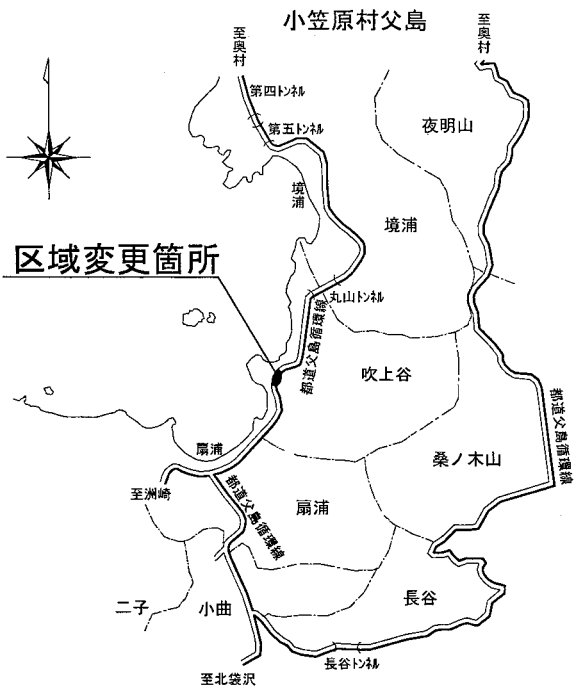 小笠原村父島
至奥村
至奥村
第四トンネル
第五トンネル
夜明山
境浦
境浦
区域変更箇所
丸山トンネル
都道父島循環線
吹上谷
都道父島循環線
扇浦
桑ノ木山
至洲崎
都道父島循環線
扇浦
二子
小曲
長谷
長谷トンネル
至北袋沢